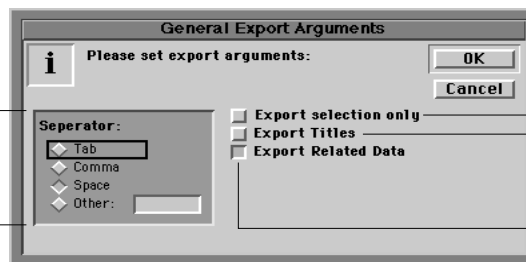 General Export Arguments
i
Please set export arguments:
OK
Cancel
Seperator:
Tab
Comma
Space
Other:
Export selection only
Export Titles
Export Related Data